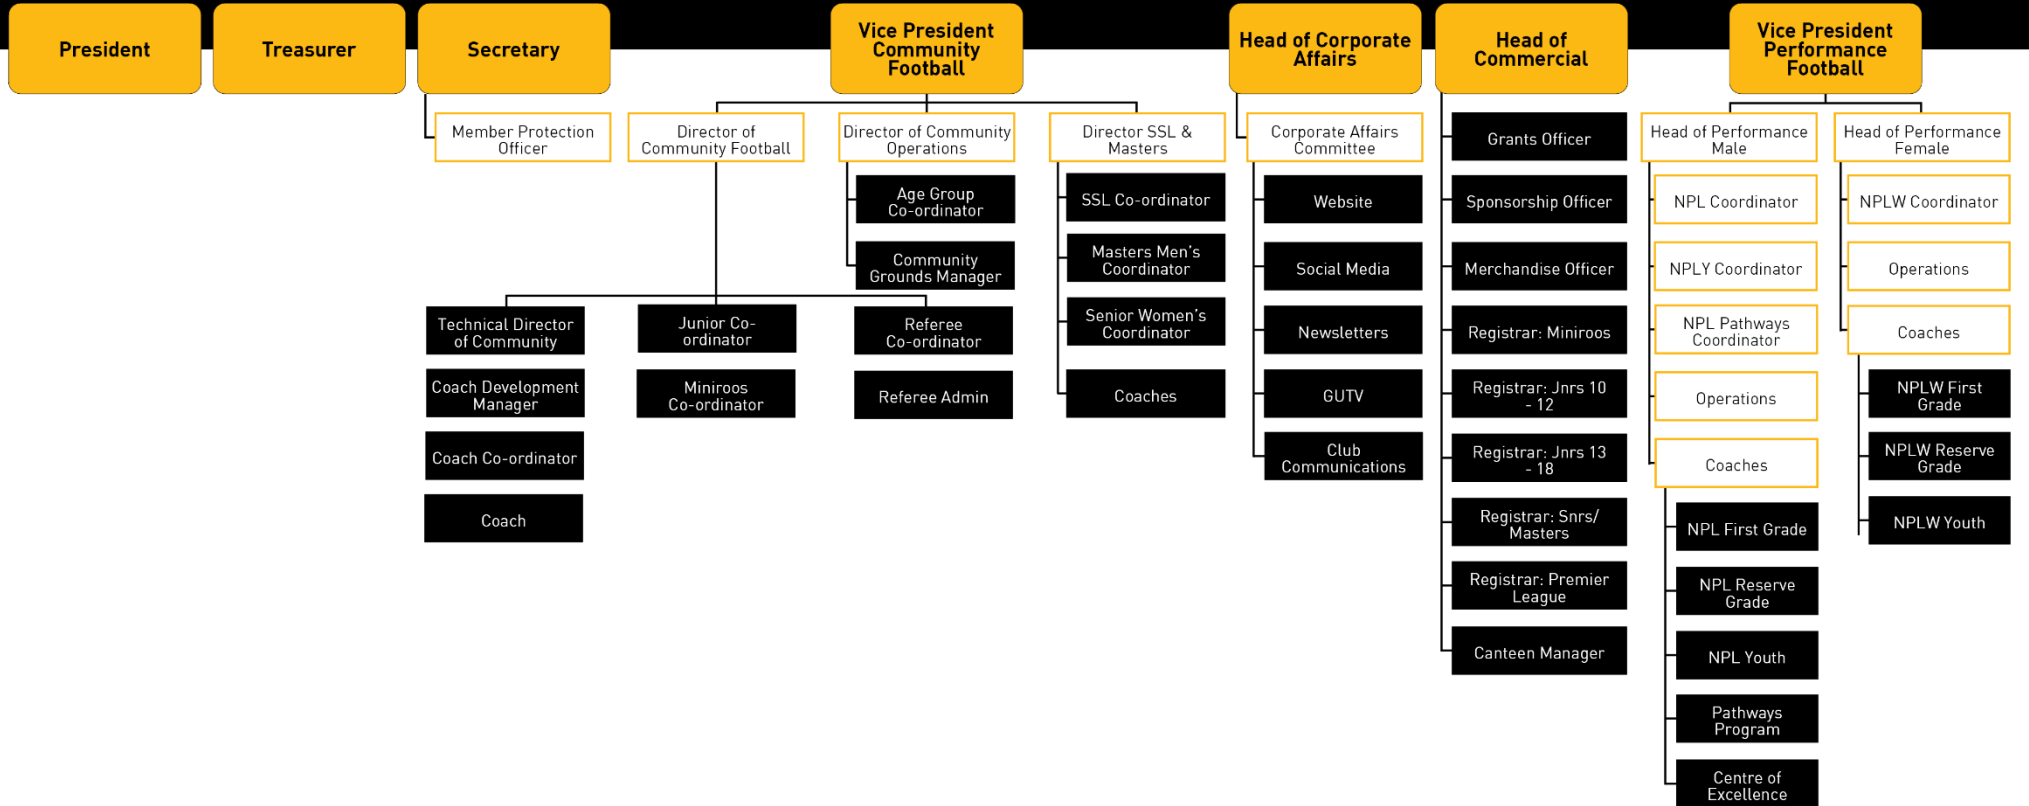 President
Treasurer
Secretary
Vice President
Community
Football
Head of Corporate
Affairs
Head of
Commercial
Vice President
Performance
Football
Member Protection
Officer
Director of
Community Football
Director of Community
Operations
Director SSL &
Masters
Corporate Affairs
Committee
Grants Officer
Head of Performance
Male
Head of Performance
Female
Age Group
Co-ordinator
SSL Co-ordinator
Website
Sponsorship Officer
NPL Coordinator
NPLW Coordinator
Community
Grounds Manager
Masters Men's
Coordinator
Social Media
Merchandise Officer
NPLY Coordinator
Operations
Technical Director
of Community
Junior Co-
ordinator
Referee
Co-ordinator
Senior Women's
Coordinator
Newsletters
Registrar: Miniroos
NPL Pathways
Coordinator
Coaches
Coach Development
Manager
Miniroos
Co-ordinator
Referee Admin
Coaches
GUTV
Registrar: Jnrs 10
- 12
Operations
NPLW First
Grade
Coach Co-ordinator
Club
Communications
Registrar: Jnrs 13
- 18
Coaches
NPLW Reserve
Grade
Coach
Registrar: Snrs/
Masters
NPL First Grade
NPLW Youth
Registrar: Premier
League
NPL Reserve
Grade
Canteen Manager
NPL Youth
Pathways
Program
Centre of
Excellence